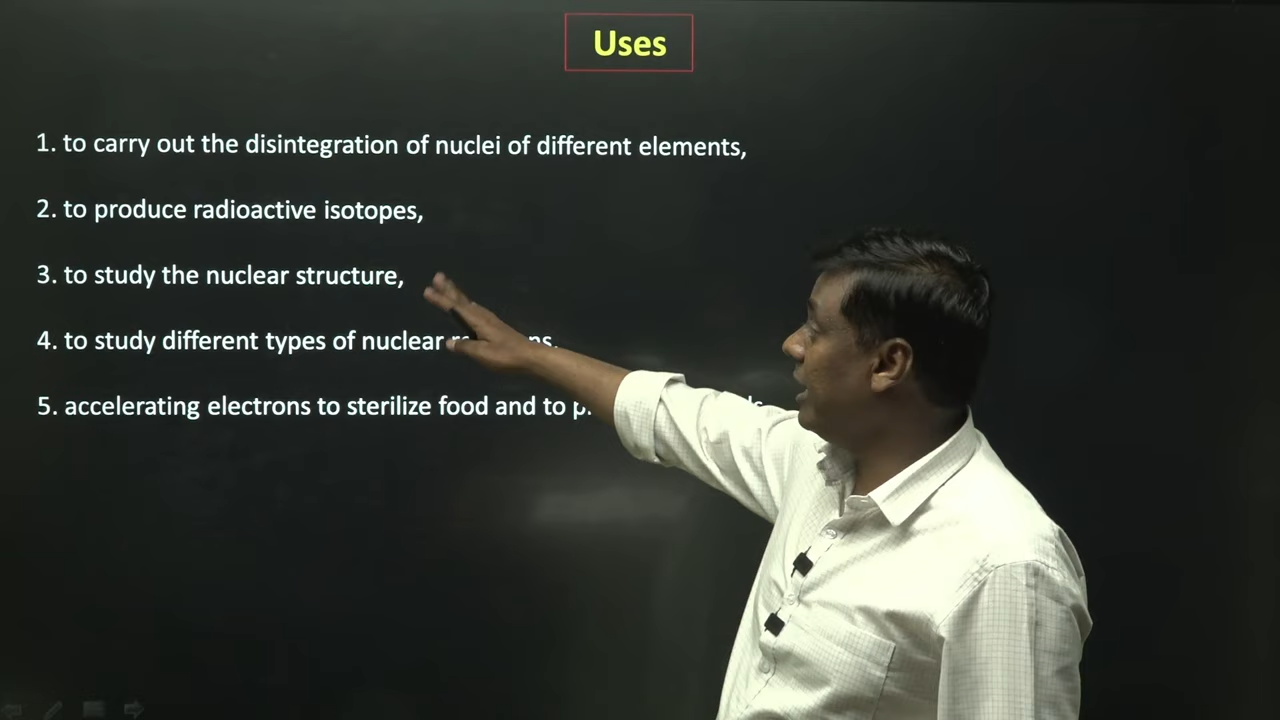 Uses
1. to carry out the disintegration of nuclei of different elements,
2. to produce radioactive isotopes,
3. to study the nuclear structure,
4. to study different types of nuclear
5. accelerating electrons to sterilize food and to